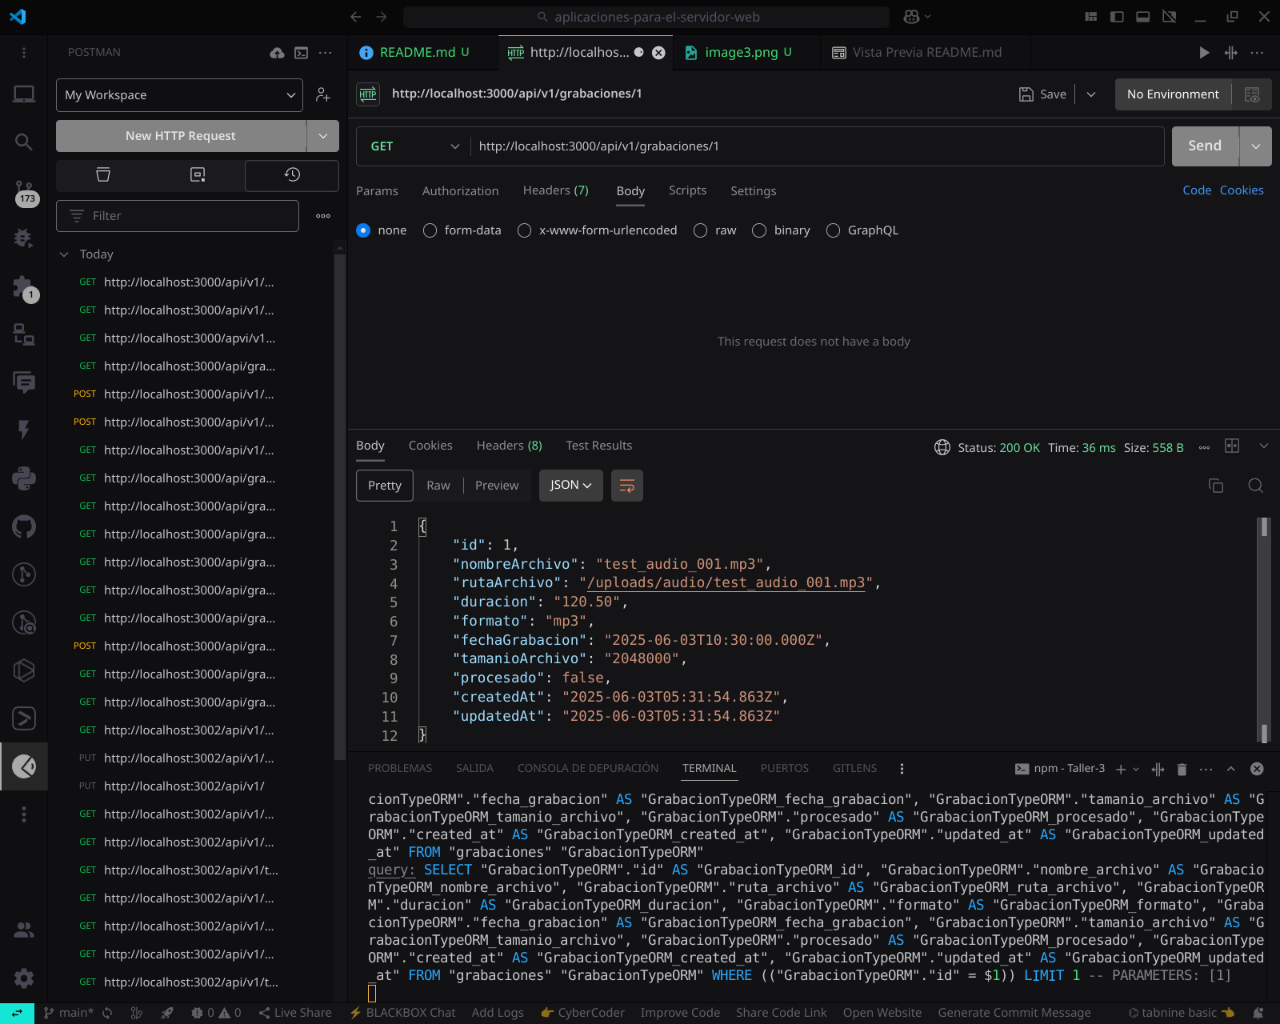 aplicaciones-para-el-servidor-web
POSTMAN
README.md U
http://localhos...
image3.png U
Vista Previa README.md
My Workspace
http://localhost:3000/api/v1/grabaciones/1
Save
No Environment
New HTTP Request
GET
http://localhost:3000/api/v1/grabaciones/1
Send
Params
Authorization
Headers (7)
Body
Scripts
Settings
Code
Cookies
173
Filter
none
form-data
x-www-form-urlencoded
raw
binary
GraphQL
1
Today
GET http://localhost:3000/api/v1/...
GET http://localhost:3000/api/v1/...
GET http://localhost:3000/apvi/v1...
GET http://localhost:3000/api/gra...
POST http://localhost:3000/api/v1/...
POST http://localhost:3000/api/v1/...
GET http://localhost:3000/api/v1/...
GET http://localhost:3000/api/gra...
GET http://localhost:3000/api/gra...
GET http://localhost:3000/api/gra...
GET http://localhost:3000/api/gra...
GET http://localhost:3000/api/gra...
GET http://localhost:3000/api/gra...
POST http://localhost:3000/api/gra...
GET http://localhost:3000/api/gra...
GET http://localhost:3000/api/v1/...
GET http://localhost:3002/api/v1/...
PUT http://localhost:3002/api/v1/...
PUT http://localhost:3002/api/v1/
GET http://localhost:3002/api/v1/...
GET http://localhost:3002/api/v1/...
GET http://localhost:3002/api/v1/t...
GET http://localhost:3002/api/v1/...
GET http://localhost:3002/api/v1/...
GET http://localhost:3002/api/v1/...
GET http://localhost:3002/api/v1/t...
This request does not have a body
Body
Cookies
Headers (8)
Test Results
Status: 200 OK Time: 36 ms Size: 558 B
Pretty
Raw
Preview
JSON
1 {
2 "id": 1,
3 "nombreArchivo": "test_audio_001.mp3",
4 "rutaArchivo": "/uploads/audio/test_audio_001.mp3",
5 "duracion": "120.50",
6 "formato": "mp3",
7 "fechaGrabacion": "2025-06-03T10:30:00.000Z",
8 "tamanioArchivo": "2048000",
9 "procesado": false,
10 "createdAt": "2025-06-03T05:31:54.863Z",
11 "updatedAt": "2025-06-03T05:31:54.863Z"
12 }
PROBLEMAS
SALIDA
CONSOLA DE DEPURACIÓN
TERMINAL
PUERTOS
GITLENS
npm - Taller-3
cionTypeORM"."fecha_grabacion" AS "GrabacionTypeORM_fecha_grabacion", "GrabacionTypeORM"."tamanio_archivo" AS "G
rabacionTypeORM_tamanio_archivo", "GrabacionTypeORM"."procesado" AS "GrabacionTypeORM_procesado", "GrabacionType
ORM"."created_at" AS "GrabacionTypeORM_created_at", "GrabacionTypeORM"."updated_at" AS "GrabacionTypeORM_updated
_at" FROM "grabaciones" "GrabacionTypeORM"
query: SELECT "GrabacionTypeORM"."id" AS "GrabacionTypeORM_id", "GrabacionTypeORM"."nombre_archivo" AS "Grabacio
nTypeORM_nombre_archivo", "GrabacionTypeORM"."ruta_archivo" AS "GrabacionTypeORM_ruta_archivo", "GrabacionTypeOR
M"."duracion" AS "GrabacionTypeORM_duracion", "GrabacionTypeORM"."formato" AS "GrabacionTypeORM_formato", "Graba
cionTypeORM"."fecha_grabacion" AS "GrabacionTypeORM_fecha_grabacion", "GrabacionTypeORM"."tamanio_archivo" AS "G
rabacionTypeORM_tamanio_archivo", "GrabacionTypeORM"."procesado" AS "GrabacionTypeORM_procesado", "GrabacionType
ORM"."created_at" AS "GrabacionTypeORM_created_at", "GrabacionTypeORM"."updated_at" AS "GrabacionTypeORM_updated
_at" FROM "grabaciones" "GrabacionTypeORM" WHERE (("GrabacionTypeORM"."id" = $1)) LIMIT 1 -- PARAMETERS: [1]
main*
0
0
Live Share
BLACKBOX Chat
Add Logs
CyberCoder
Improve Code
Share Code Link
Open Website
Generate Commit Message
tabnine basic